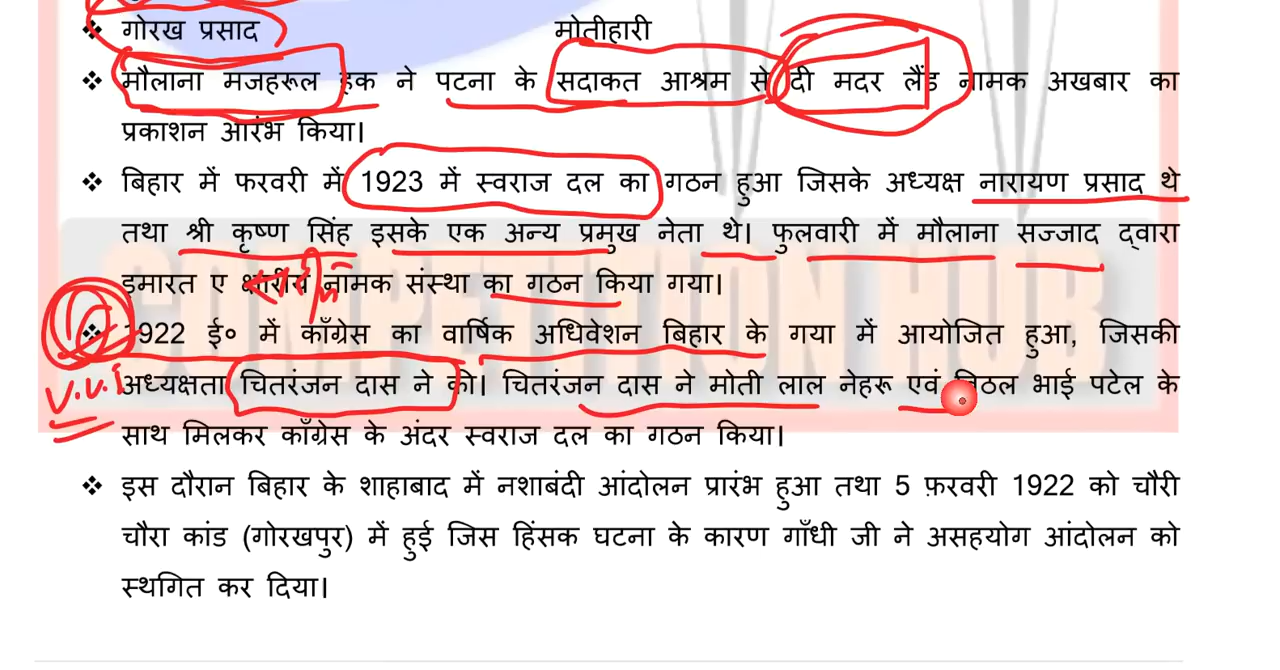 गोरख प्रसाद मोतीहारी
❖ मौलाना मजहरूल हक ने पटना के सदाकत आश्रम से दी मदर लैंड नामक अखबार का
प्रकाशन आरंभ किया।
❖ बिहार में फरवरी में 1923 में स्वराज दल का गठन हुआ जिसके अध्यक्ष नारायण प्रसाद थे
तथा श्री कृष्ण सिंह इसके एक अन्य प्रमुख नेता थे। फुलवारी में मौलाना सज्जाद द्वारा
इमारत ए नामक संस्था का गठन किया गया।
❖ 1922 ई० में काँग्रेस का वार्षिक अधिवेशन बिहार के गया में आयोजित हुआ, जिसकी
V.V.i अध्यक्षता चितरंजन दास ने की। चितरंजन दास ने मोती लाल नेहरू एवं भाई पटेल के
साथ मिलकर काँग्रेस के अंदर स्वराज दल का गठन किया।
❖ इस दौरान बिहार के शाहाबाद में नशाबंदी आंदोलन प्रारंभ हुआ तथा 5 फ़रवरी 1922 को चौरी
चौरा कांड (गोरखपुर) में हुई जिस हिंसक घटना के कारण गाँधी जी ने असहयोग आंदोलन को
स्थगित कर दिया।
COMPETITION HUB